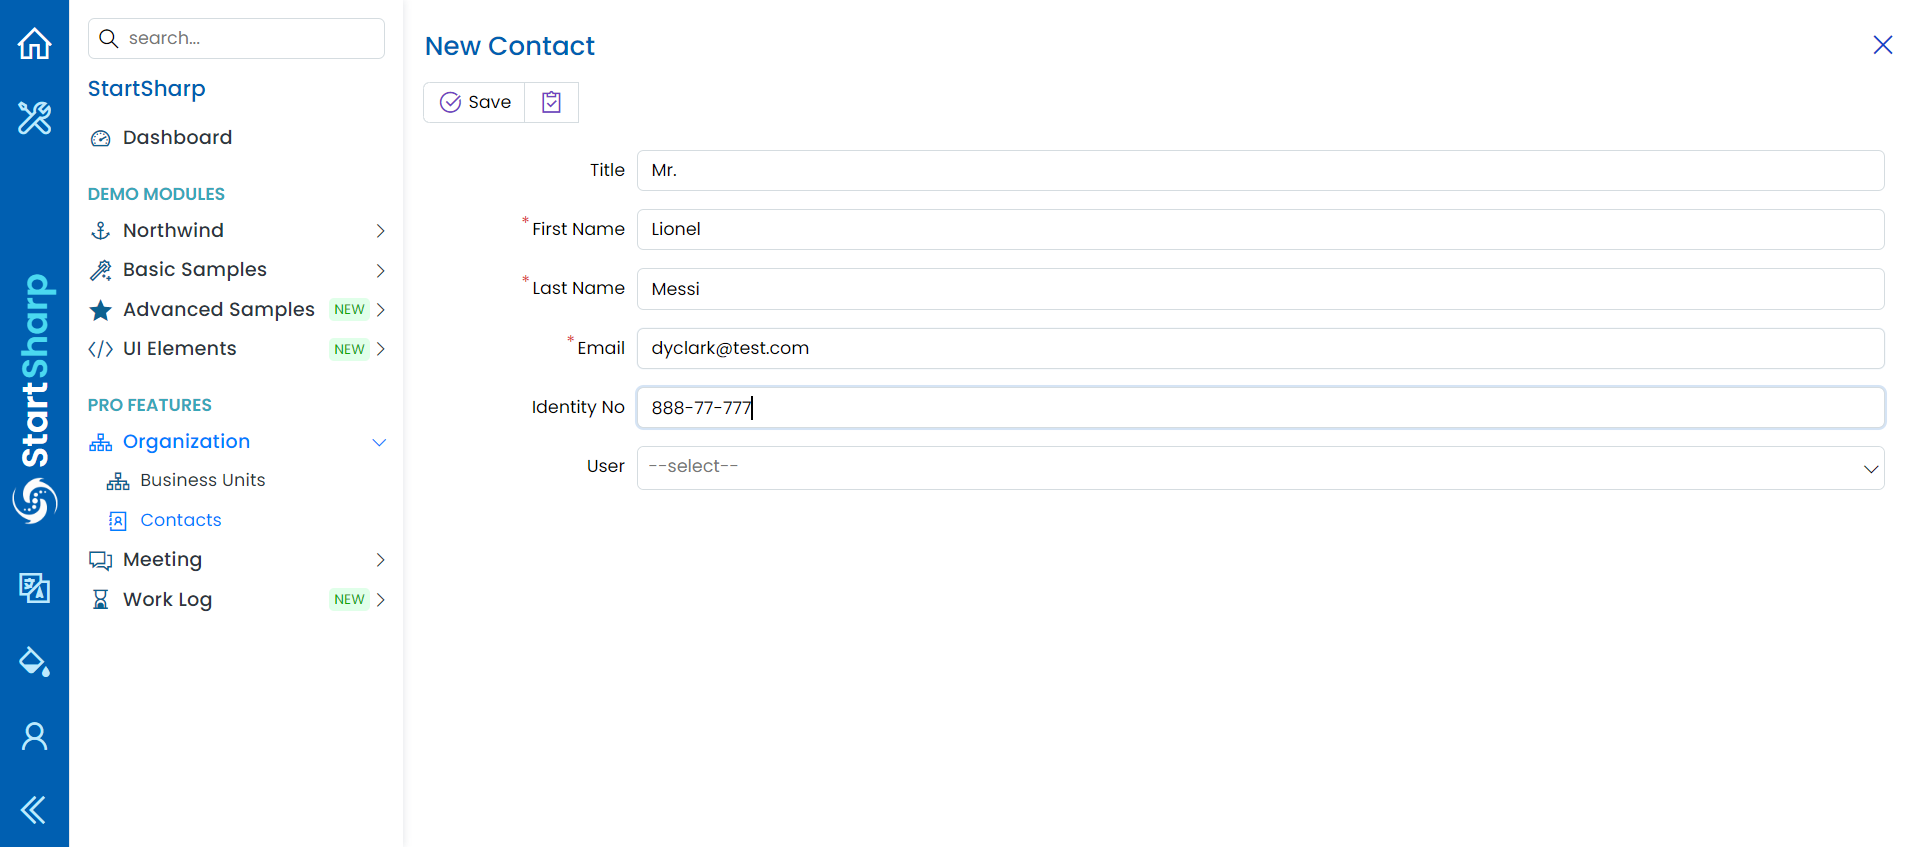 search...
StartSharp
Dashboard
DEMO MODULES
Northwind
Basic Samples
Advanced Samples NEW
UI Elements NEW
PRO FEATURES
Organization
Business Units
Contacts
Meeting
Work Log NEW
StartSharp
New Contact
Save
Title Mr.
* First Name Lionel
* Last Name Messi
* Email dyclark@test.com
Identity No 888-77-777
User --select--